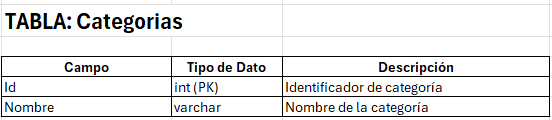 TABLA: Categorias
Campo Tipo de Dato Descripción
Id int (PK) Identificador de categoría
Nombre varchar Nombre de la categoría